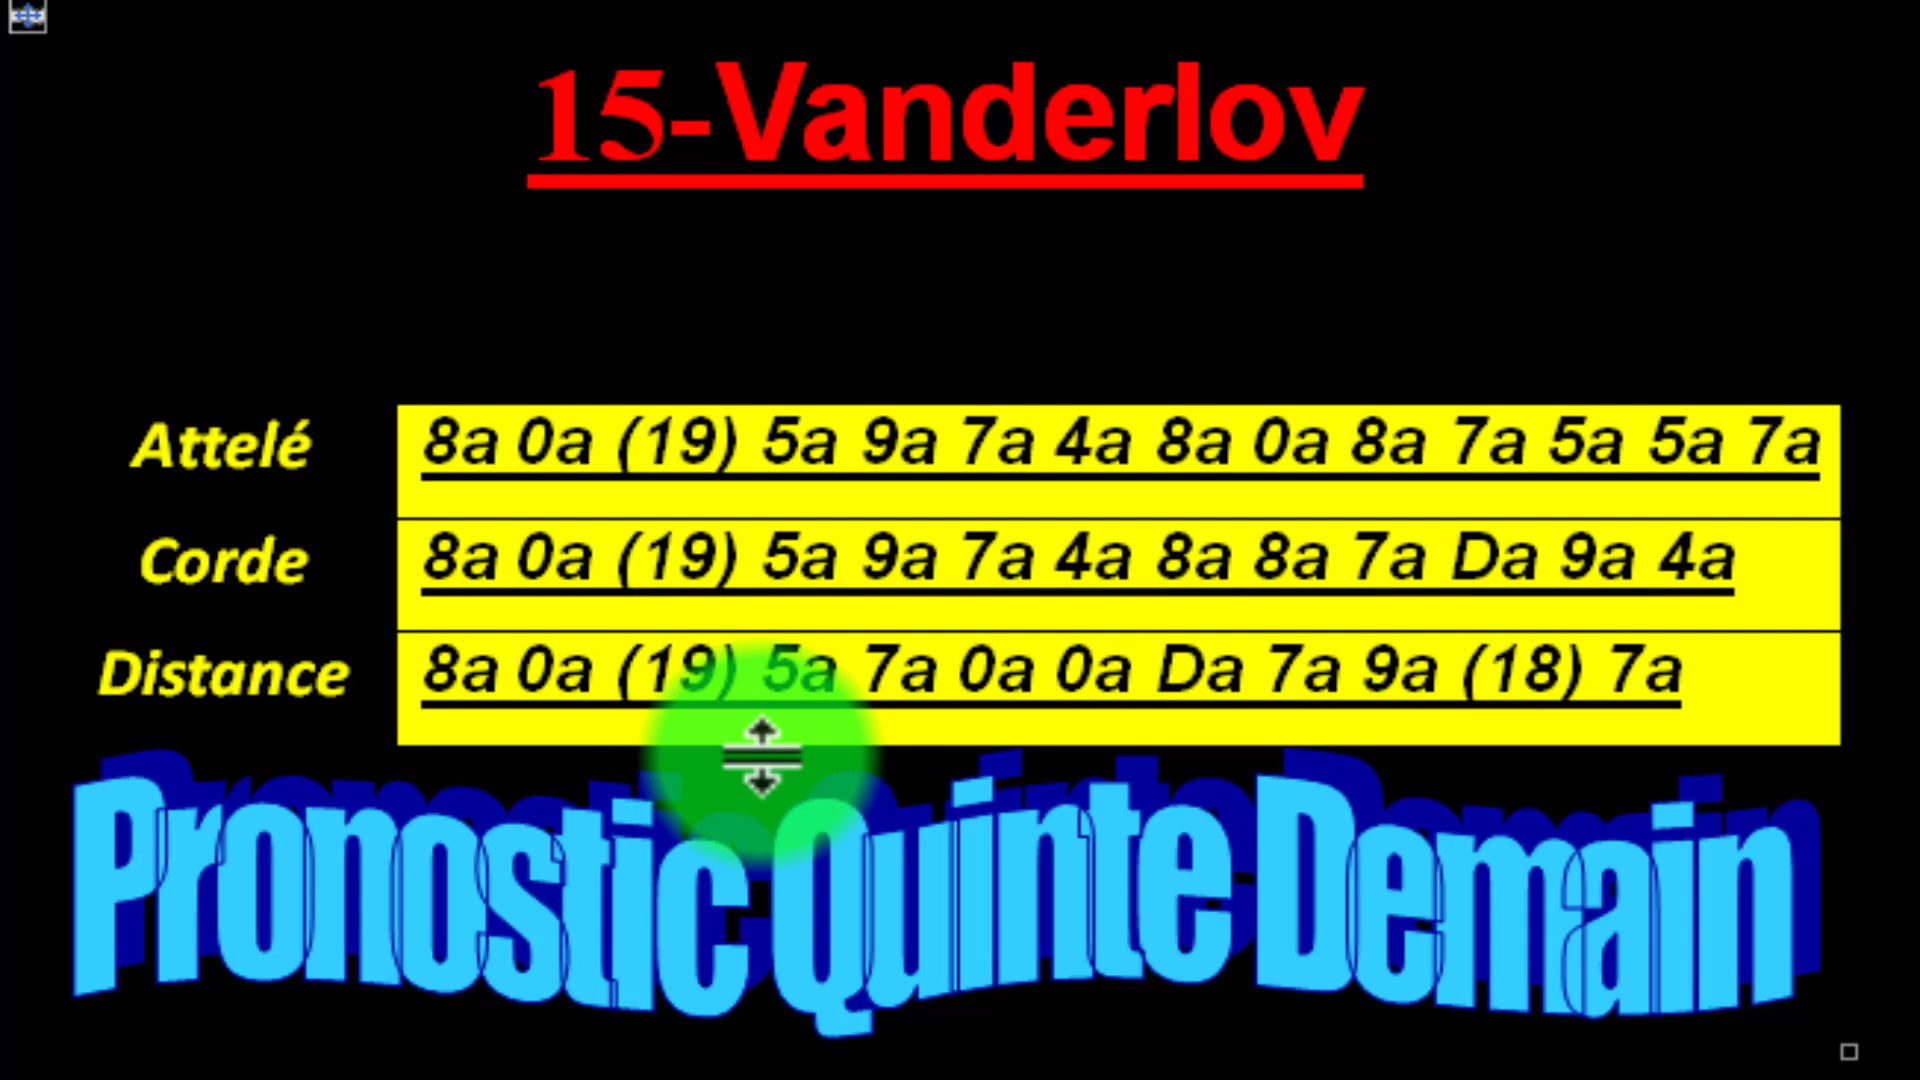 15-Vanderlov
Attelé 8a 0a (19) 5a 9a 7a 4a 8a 0a 8a 7a 5a 5a 7a
Corde 8a 0a (19) 5a 9a 7a 4a 8a 8a 7a Da 9a 4a
Distance 8a 0a (19) 5a 7a 0a 0a Da 7a 9a (18) 7a
Pronostic Quinte Demain